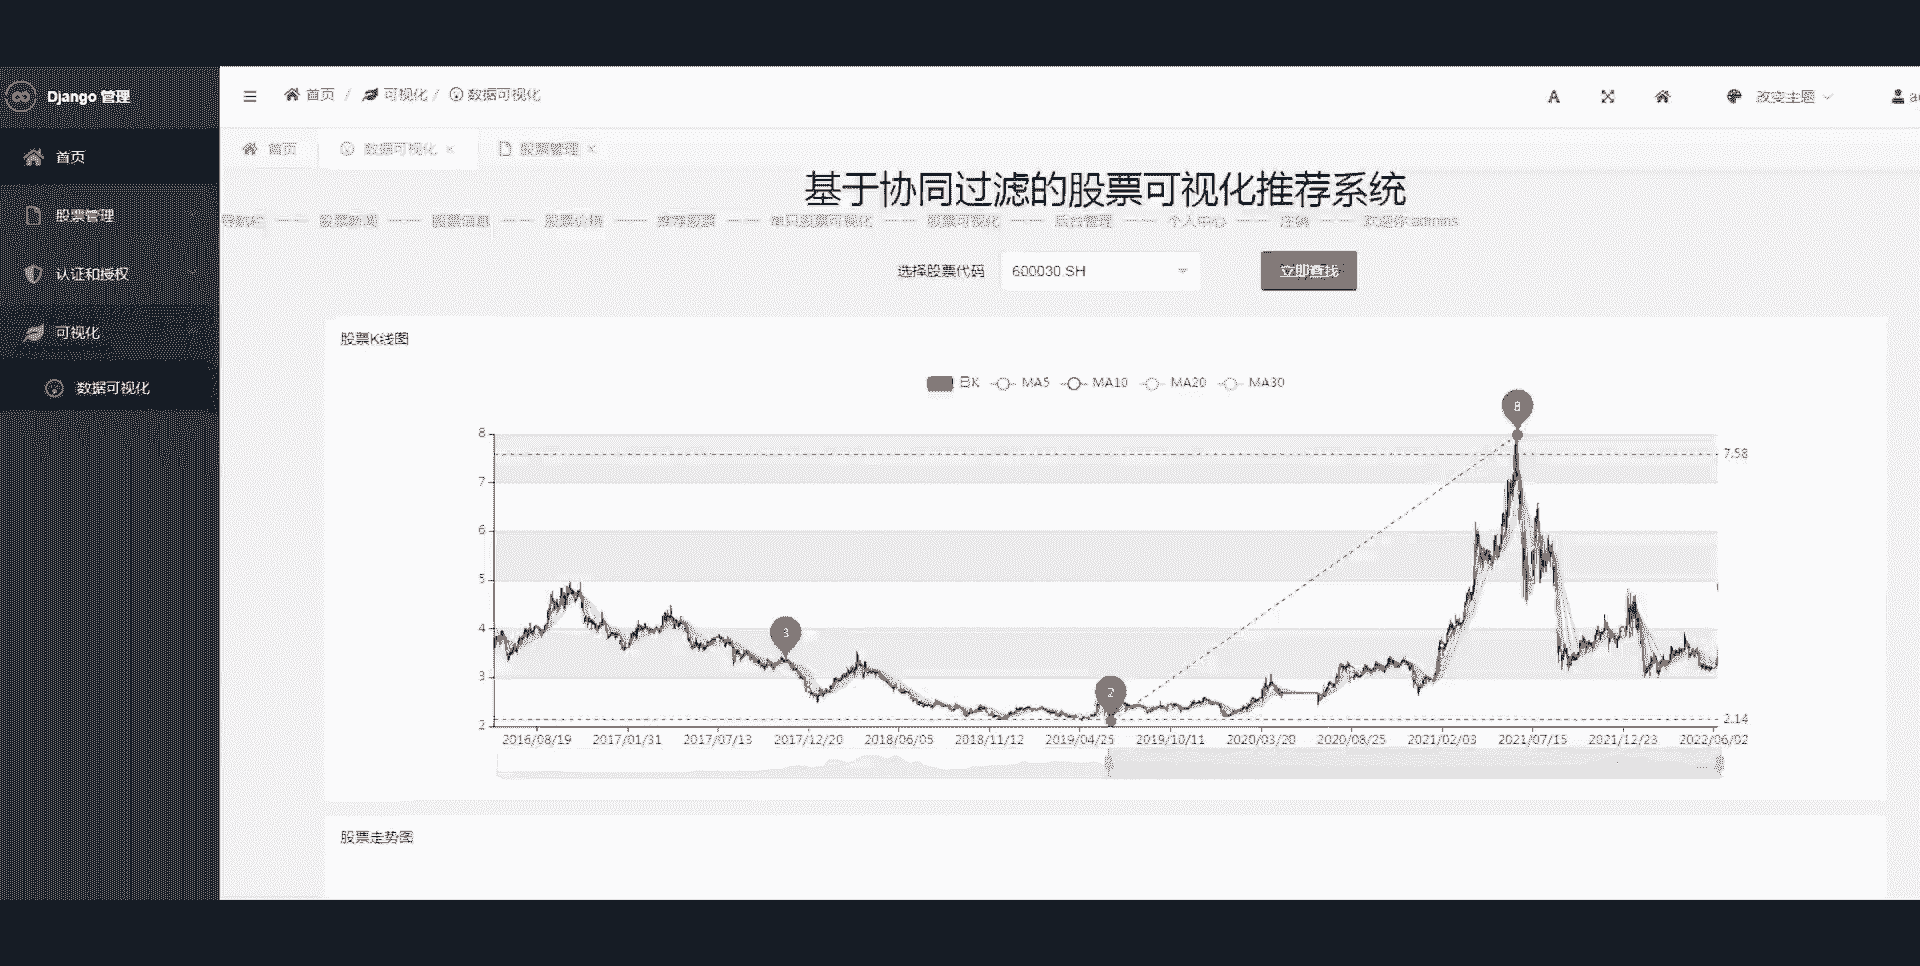 Django 管理
首页 / 可视化 / 数据可视化
改变主题
首页
首页 数据可视化 × 股票管理 ×
基于协同过滤的股票可视化推荐系统
股票管理
股票新闻 —— 股票信息 —— 股票价格 —— 推荐股票 —— 单只股票可视化 —— 股票可视化 —— 后台管理 —— 个人中心 —— 注销 —— 欢迎你:admins
认证和授权
选择股票代码 600030.SH 立即查找
可视化
股票K线图
数据可视化
日K MA5 MA10 MA20 MA30
8
8
7.58
7
6
5
4
3
3
2
2
2.14
2016/08/19 2017/01/31 2017/07/13 2017/12/20 2018/06/05 2018/11/12 2019/04/25 2019/10/11 2020/03/20 2020/08/25 2021/02/03 2021/07/15 2021/12/23 2022/06/02
股票走势图